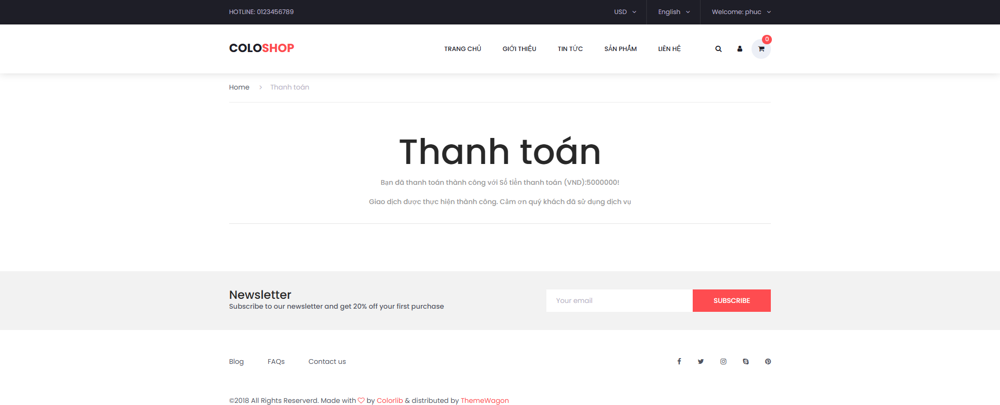 HOTLINE: 0123456789
USD
English
Welcome: phuc
COLOSHOP
TRANG CHỦ
GIỚI THIỆU
TIN TỨC
SẢN PHẨM
LIÊN HỆ
0
Home
Thanh toán
Thanh toán
Bạn đã thanh toán thành công với Số tiền thanh toán (VND):5000000!
Giao dịch được thực hiện thành công. Cảm ơn quý khách đã sử dụng dịch vụ
Newsletter
Subscribe to our newsletter and get 20% off your first purchase
Your email
SUBSCRIBE
Blog
FAQs
Contact us
©2018 All Rights Reserverd. Made with by Colorlib & distributed by ThemeWagon